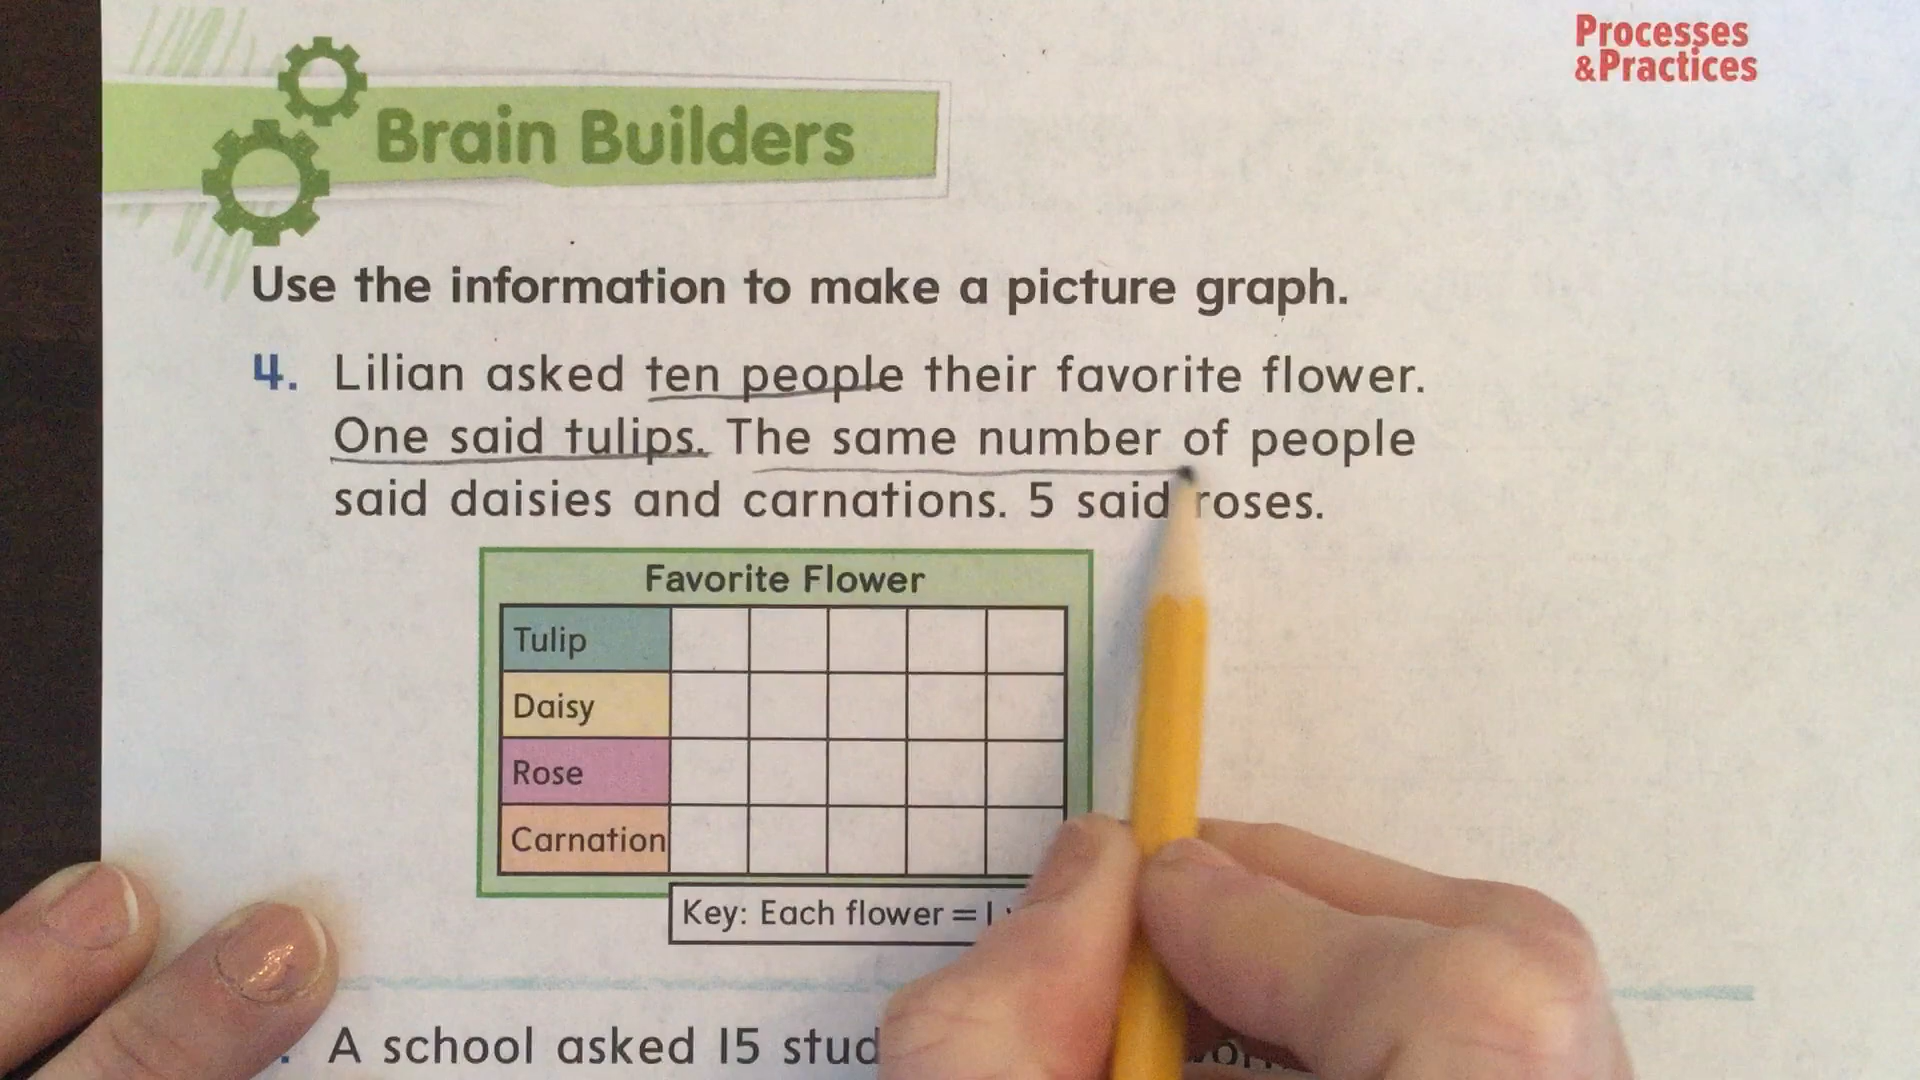 Processes
&Practices
Brain Builders
Use the information to make a picture graph.
4. Lilian asked ten people their favorite flower.
One said tulips. The same number of people
said daisies and carnations. 5 said roses.
Favorite Flower
Tulip
Daisy
Rose
Carnation
Key: Each flower = 1
A school asked 15